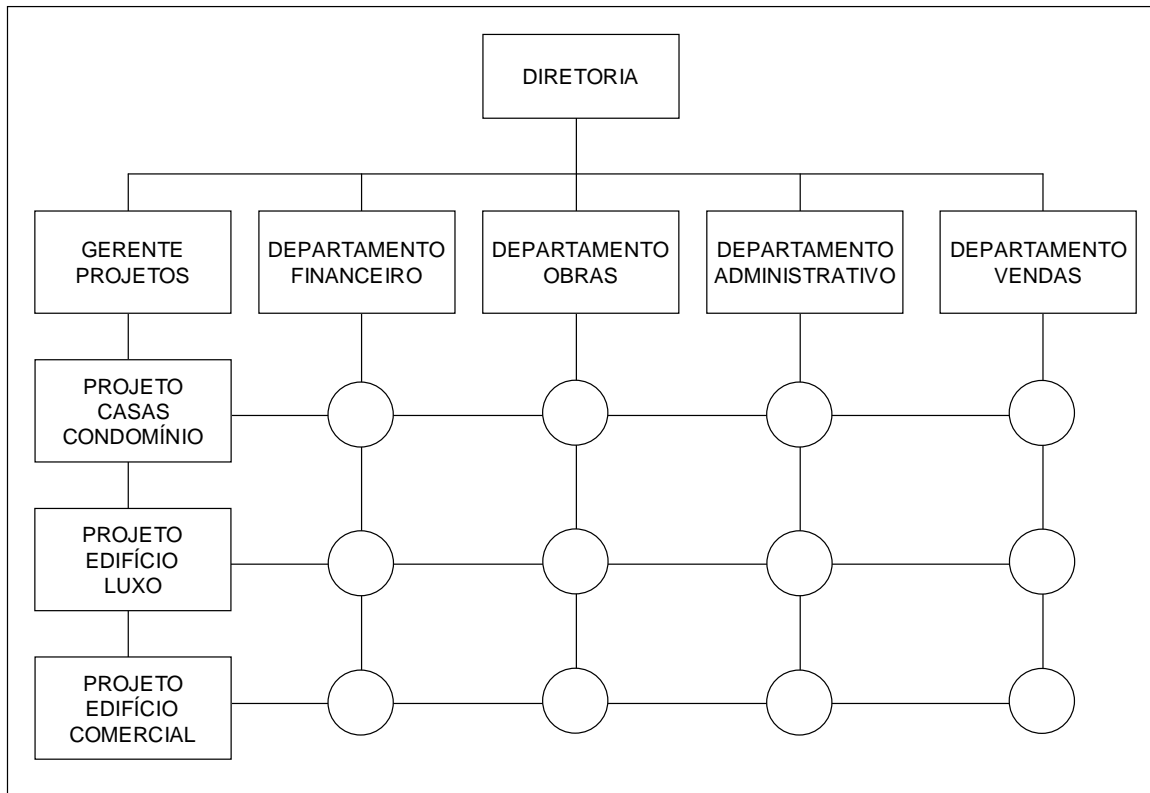 DIRETORIA
GERENTE
PROJETOS
DEPARTAMENTO
FINANCEIRO
DEPARTAMENTO
OBRAS
DEPARTAMENTO
ADMINISTRATIVO
DEPARTAMENTO
VENDAS
PROJETO
CASAS
CONDOMÍNIO
PROJETO
EDIFÍCIO
LUXO
PROJETO
EDIFÍCIO
COMERCIAL